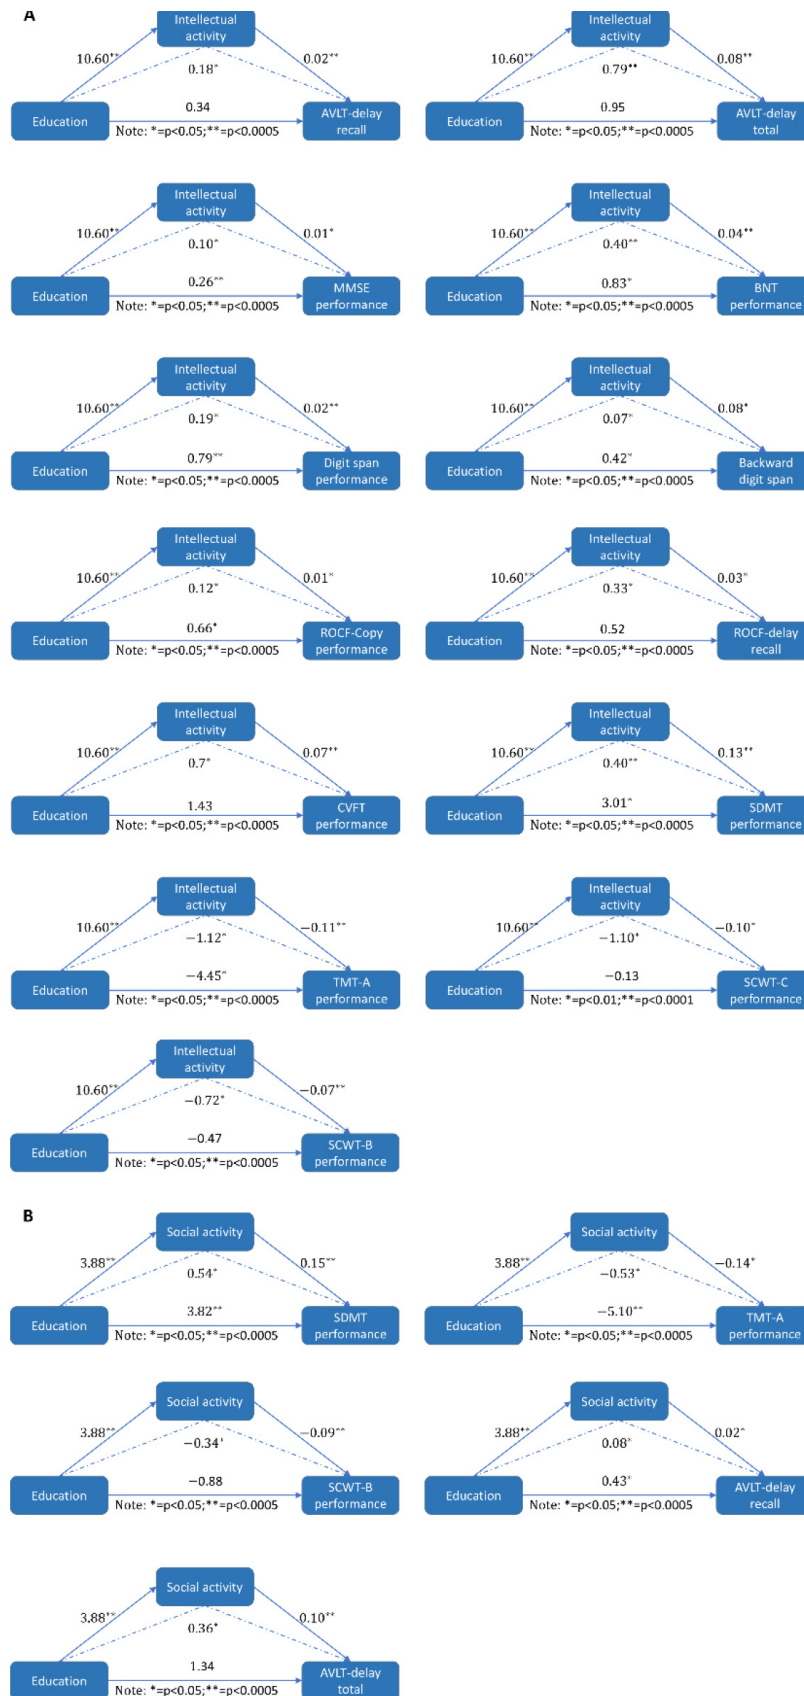 A
Intellectual
activity
10.60**
0.02**
0.18*
0.34
Education
AVLT-delay
recall
Note: *=p<0.05;**=p<0.0005
Intellectual
activity
10.60**
0.08**
0.79**
0.95
Education
AVLT-delay
total
Note: *=p<0.05;**=p<0.0005
Intellectual
activity
10.60**
0.01*
0.10*
0.26**
Education
MMSE
performance
Note: *=p<0.05;**=p<0.0005
Intellectual
activity
10.60**
0.04**
0.40**
0.83*
Education
BNT
performance
Note: *=p<0.05;**=p<0.0005
Intellectual
activity
10.60**
0.02**
0.19*
0.79**
Education
Digit span
performance
Note: *=p<0.05;**=p<0.0005
Intellectual
activity
10.60**
0.08*
0.07*
0.42*
Education
Backward
digit span
Note: *=p<0.05;**=p<0.0005
Intellectual
activity
10.60**
0.01*
0.12*
0.66*
Education
ROCF-Copy
performance
Note: *=p<0.05;**=p<0.0005
Intellectual
activity
10.60**
0.03*
0.33*
0.52
Education
ROCF-delay
recall
Note: *=p<0.05;**=p<0.0005
Intellectual
activity
10.60**
0.07**
0.7*
1.43
Education
CVFT
performance
Note: *=p<0.05;**=p<0.0005
Intellectual
activity
10.60**
0.13**
0.40**
3.01*
Education
SDMT
performance
Note: *=p<0.05;**=p<0.0005
Intellectual
activity
10.60**
−0.11**
−1.12*
−4.45*
Education
TMT-A
performance
Note: *=p<0.05;**=p<0.0005
Intellectual
activity
10.60**
−0.10*
−1.10*
−0.13
Education
SCWT-C
performance
Note: *=p<0.01;**=p<0.0001
Intellectual
activity
10.60**
−0.07**
−0.72*
−0.47
Education
SCWT-B
performance
Note: *=p<0.05;**=p<0.0005
B
Social activity
3.88**
0.15**
0.54*
3.82**
Education
SDMT
performance
Note: *=p<0.05;**=p<0.0005
Social activity
3.88**
−0.14*
−0.53*
−5.10**
Education
TMT-A
performance
Note: *=p<0.05;**=p<0.0005
Social activity
3.88**
−0.09**
−0.34*
−0.88
Education
SCWT-B
performance
Note: *=p<0.05;**=p<0.0005
Social activity
3.88**
0.02*
0.08*
0.43*
Education
AVLT-delay
recall
Note: *=p<0.05;**=p<0.0005
Social activity
3.88**
0.10**
0.36*
1.34
Education
AVLT-delay
total
Note: *=p<0.05;**=p<0.0005